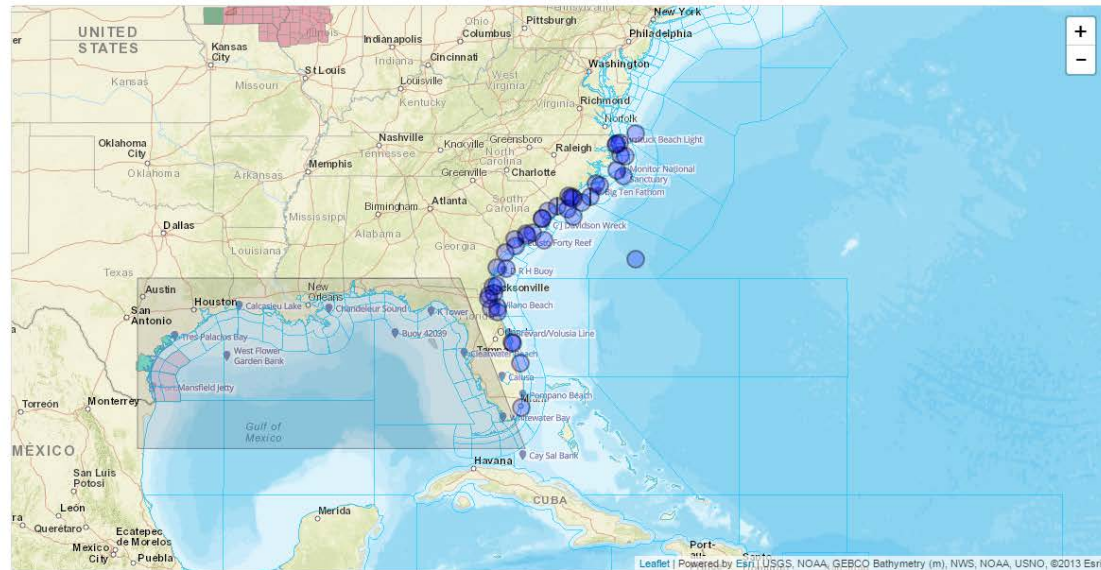 New York
Pittsburgh
Philadelphia
Ohio
Columbus
UNITED
STATES
Indianapolis
Kansas
City
Cincinnati
Washington
Indiana
St Louis
Kansas
Missouri
Louisville
West
Virginia
Kentucky
Virginia
Richmond
Norfolk
Nashville
Knoxville
Greensboro
Oklahoma
City
Tennessee
North
Carolina
Raleigh
Oklahoma
Memphis
Greenville
Charlotte
Monitor National
Sanctuary
Arkansas
Big Ten Fathom
South
Carolina
Birmingham
Atlanta
Mississippi
C J Davidson Wreck
Dallas
Alabama
Georgia
Forty Reef
Louisiana
D R H Buoy
Texas
Austin
New
Orleans
Houston
Calcasieu Lake
Chandeleur Sound
K Tower
San
Antonio
Tres Palacios Bay
Buoy 42039
Brevard/Volusia Line
West Flower
Garden Bank
Clearwater Beach
Mansfield Jetty
Pompano Beach
Torreón
Monterrey
Whitewater Bay
Gulf of
Mexico
MÉXICO
Havana
Cay Sal Bank
San Luis
Potosí
CUBA
León
Mérida
Querétaro
Ecatepec
de Morelos
Mexico
City
Puebla
Port-
au-
+
−
Leaflet | Powered by Esri | USGS, NOAA, GEBCO Bathymetry (m), NWS, NOAA, USNO, ©2013 Esri